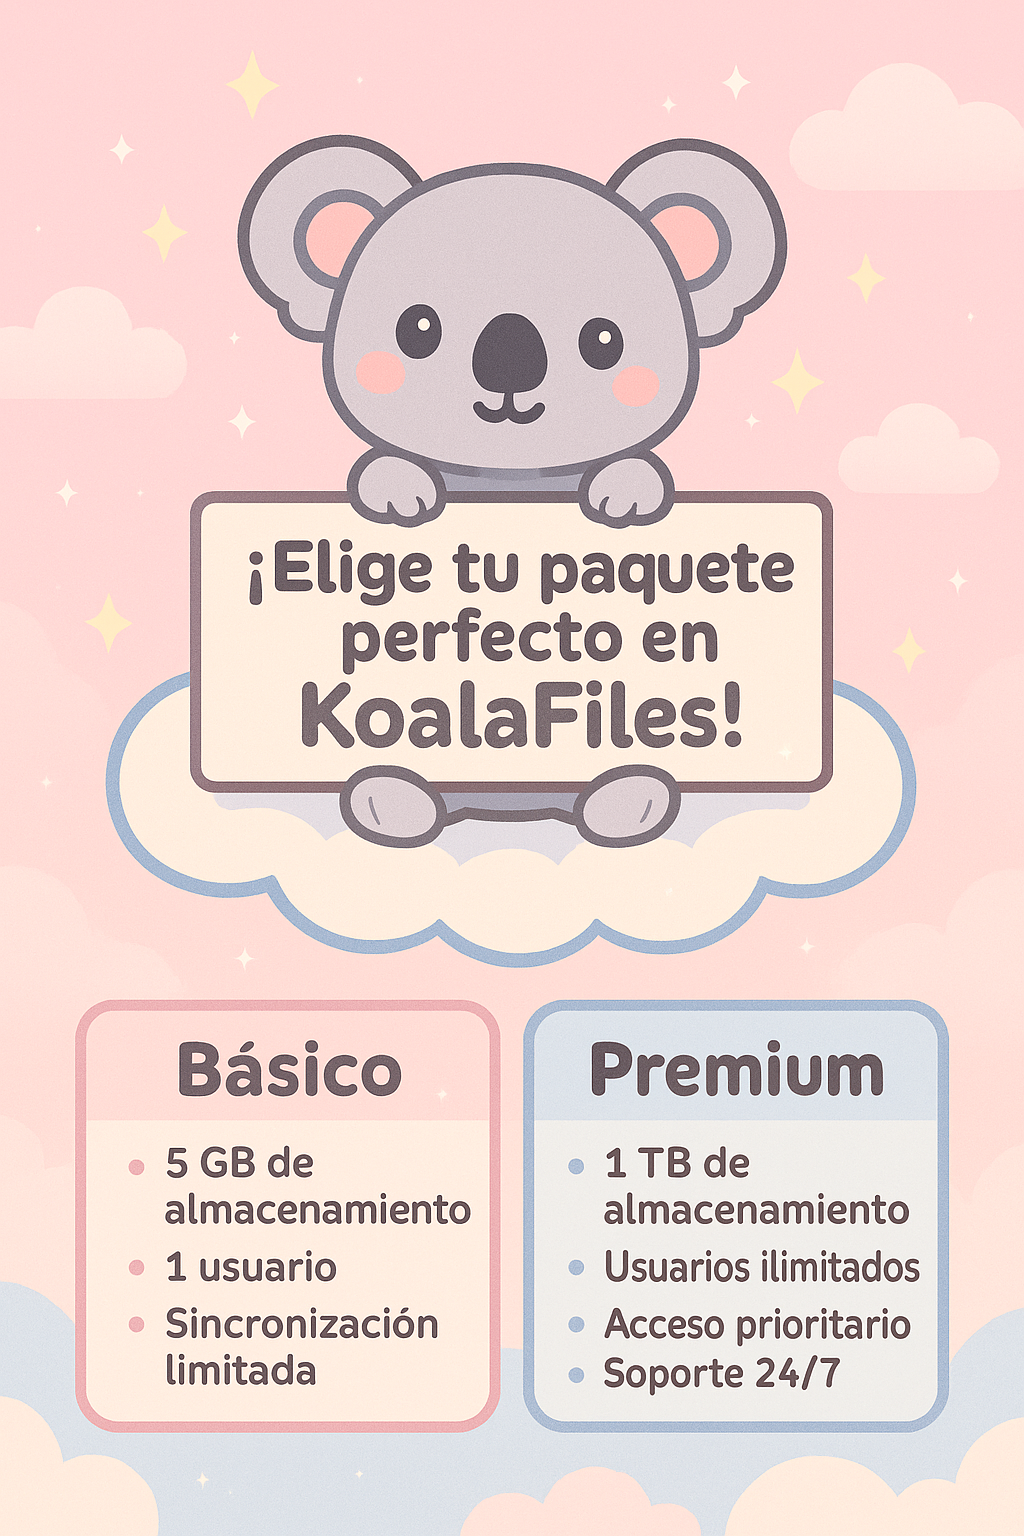 ¡Elige tu paquete
perfecto en
KoalaFiles!
Básico
5 GB de
almacenamiento
1 usuario
Sincronización
limitada
Premium
1 TB de
almacenamiento
Usuarios ilimitados
Acceso prioritario
Soporte 24/7